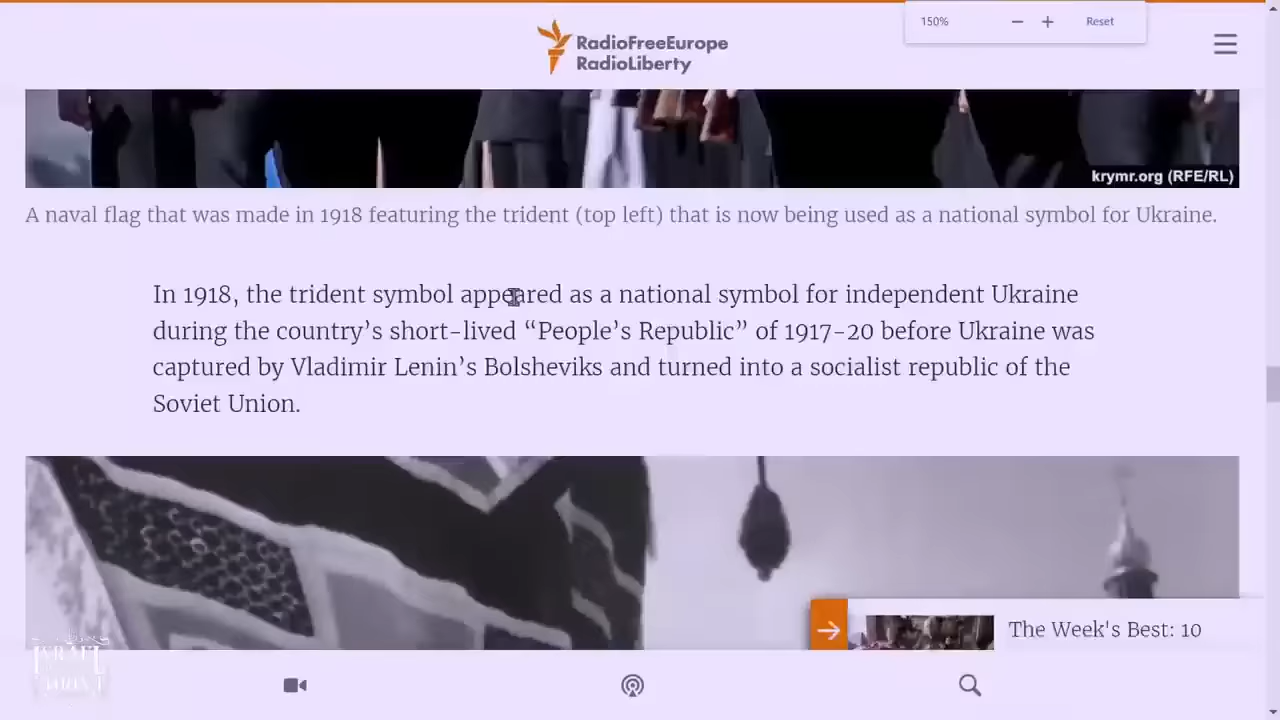 150%
Reset
RadioFreeEurope
RadioLiberty
krymr.org (RFE/RL)
A naval flag that was made in 1918 featuring the trident (top left) that is now being used as a national symbol for Ukraine.
In 1918, the trident symbol appeared as a national symbol for independent Ukraine
during the country’s short-lived “People’s Republic” of 1917-20 before Ukraine was
captured by Vladimir Lenin’s Bolsheviks and turned into a socialist republic of the
Soviet Union.
The Week's Best: 10